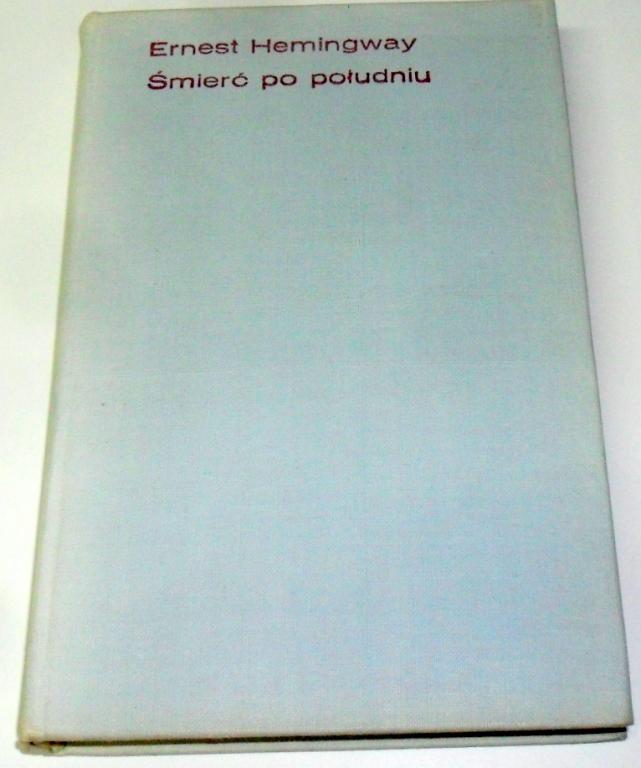 Ernest Hemingway
Śmierć po południu